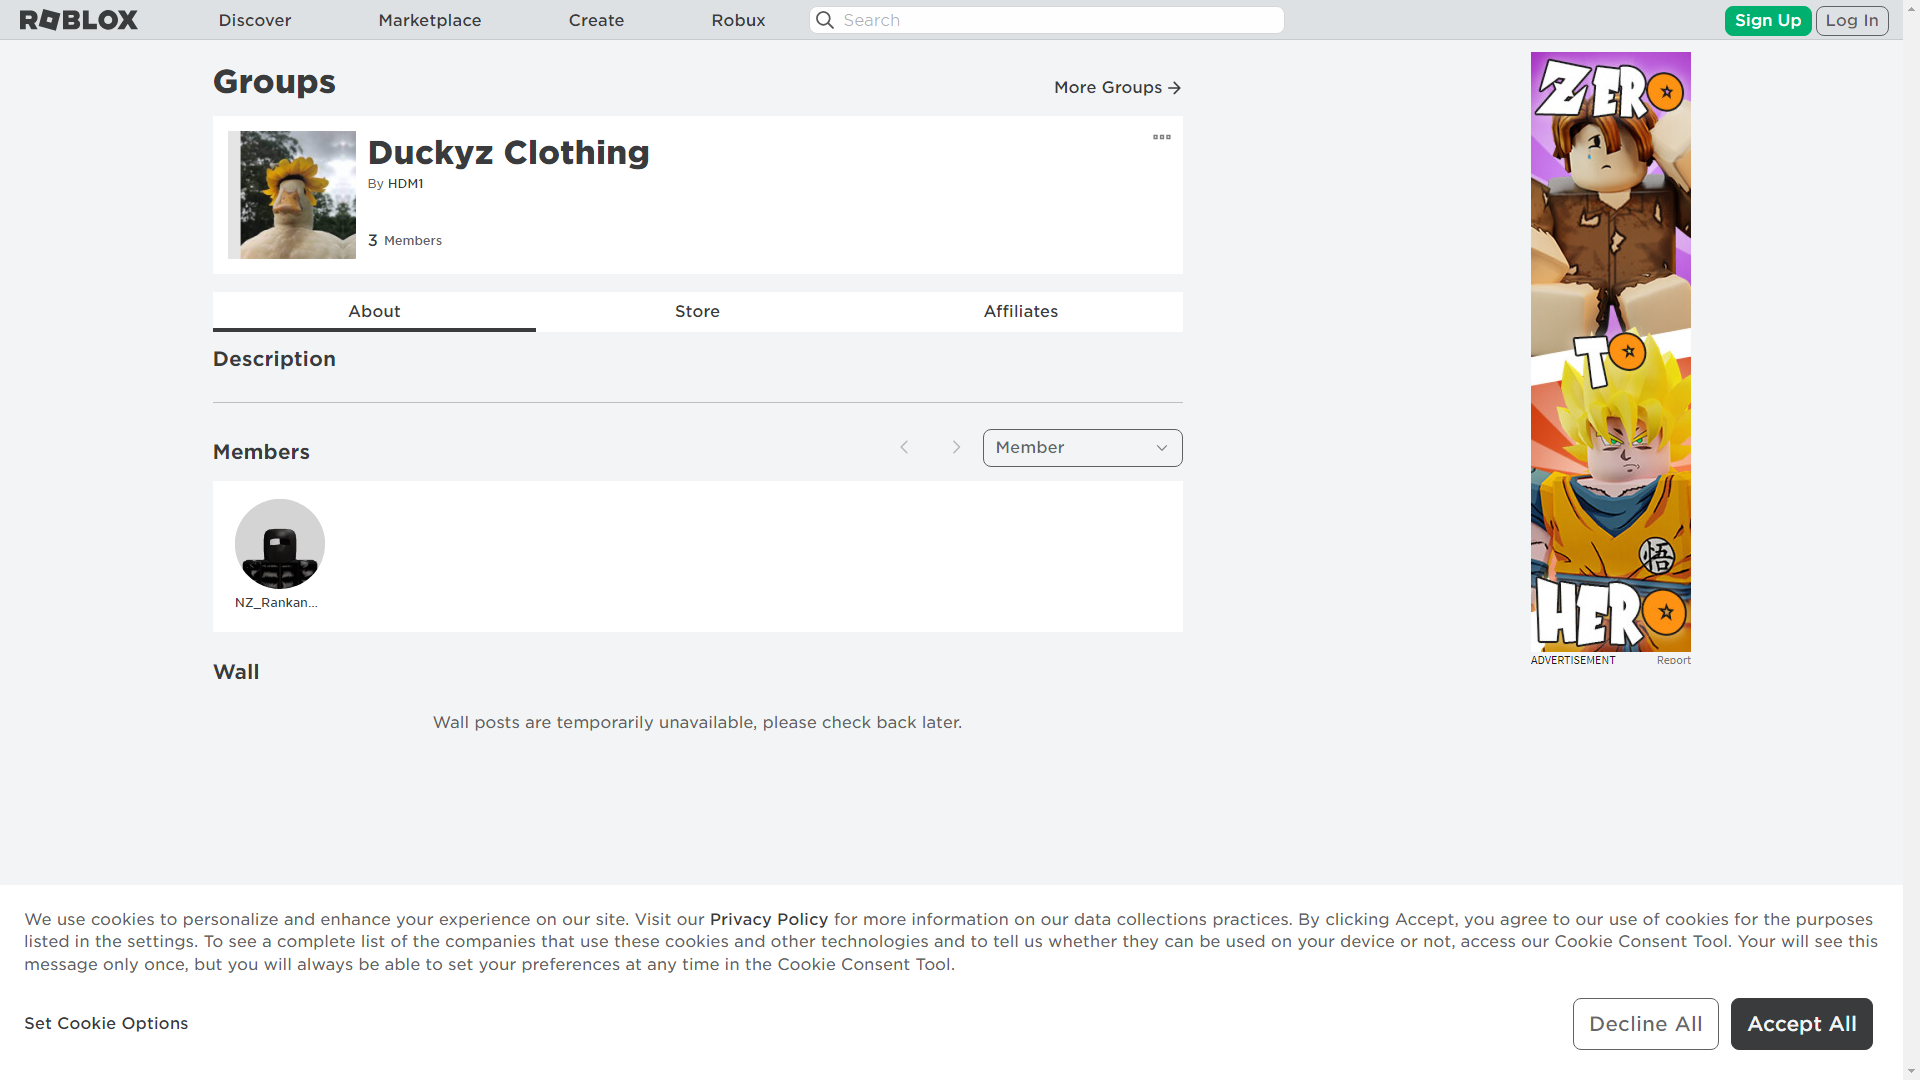 ROBLOX
Discover
Marketplace
Create
Robux
Search
Sign Up
Log In
Groups
More Groups
Duckyz Clothing
By HDM1
3 Members
About
Store
Affiliates
Description
Members
Member
NZ_Rankan...
Wall
Wall posts are temporarily unavailable, please check back later.
ZERO
TO
悟
HERO
ADVERTISEMENT
Report
We use cookies to personalize and enhance your experience on our site. Visit our Privacy Policy for more information on our data collections practices. By clicking Accept, you agree to our use of cookies for the purposes
listed in the settings. To see a complete list of the companies that use these cookies and other technologies and to tell us whether they can be used on your device or not, access our Cookie Consent Tool. Your will see this
message only once, but you will always be able to set your preferences at any time in the Cookie Consent Tool.
Set Cookie Options
Decline All
Accept All